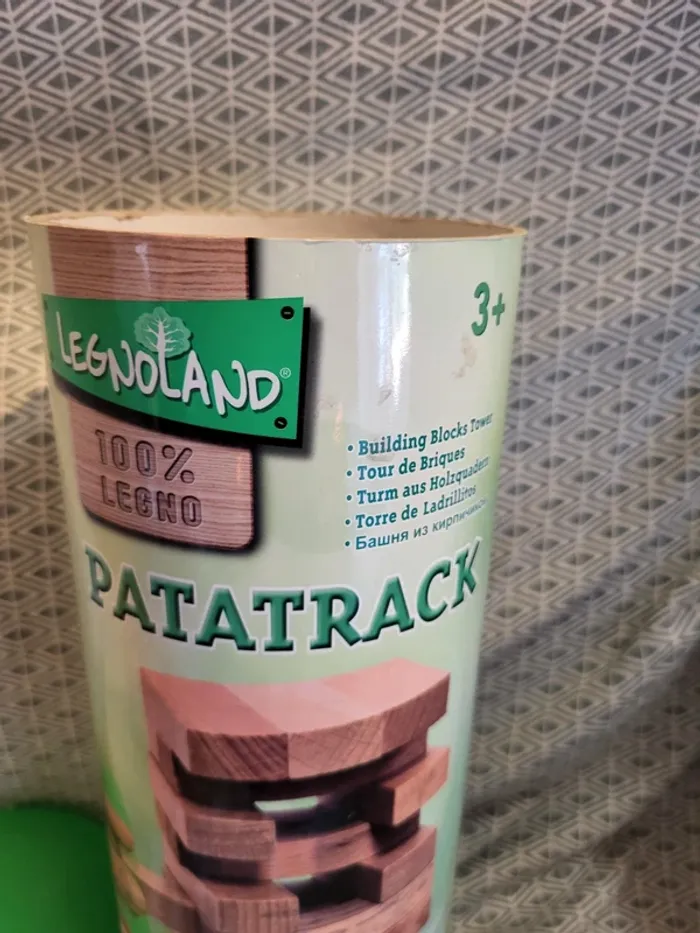 LEGNOLAND®
100%
LEGNO
3+
• Building Blocks Tower
• Tour de Briques
• Turm aus Holzquadern
• Torre de Ladrillitos
• Башня из кирпичиков
PATATRACK